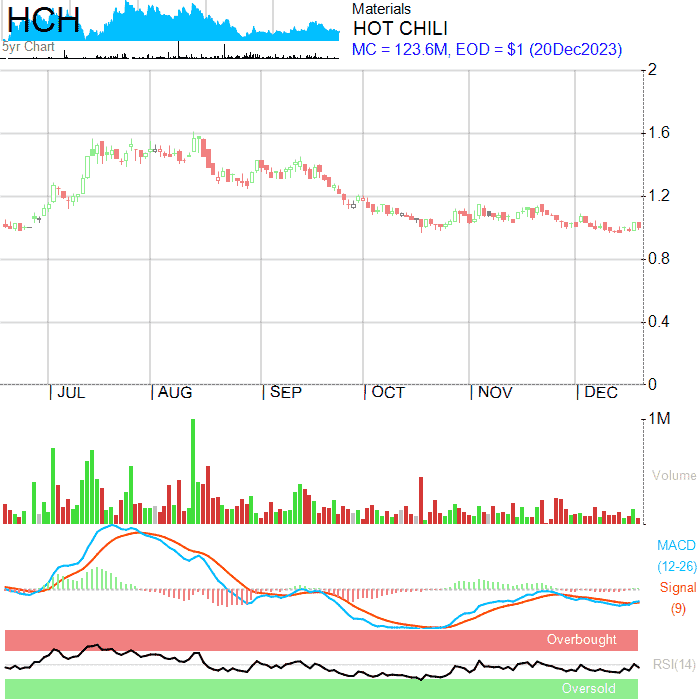 HCH
5yr Chart
Materials
HOT CHILI
MC = 123.6M, EOD = $1 (20Dec2023)
2
1.6
1.2
0.8
0.4
0
JUL AUG SEP OCT NOV DEC
1M
Volume
MACD
(12-26)
Signal
(9)
Overbought
RSI(14)
Oversold